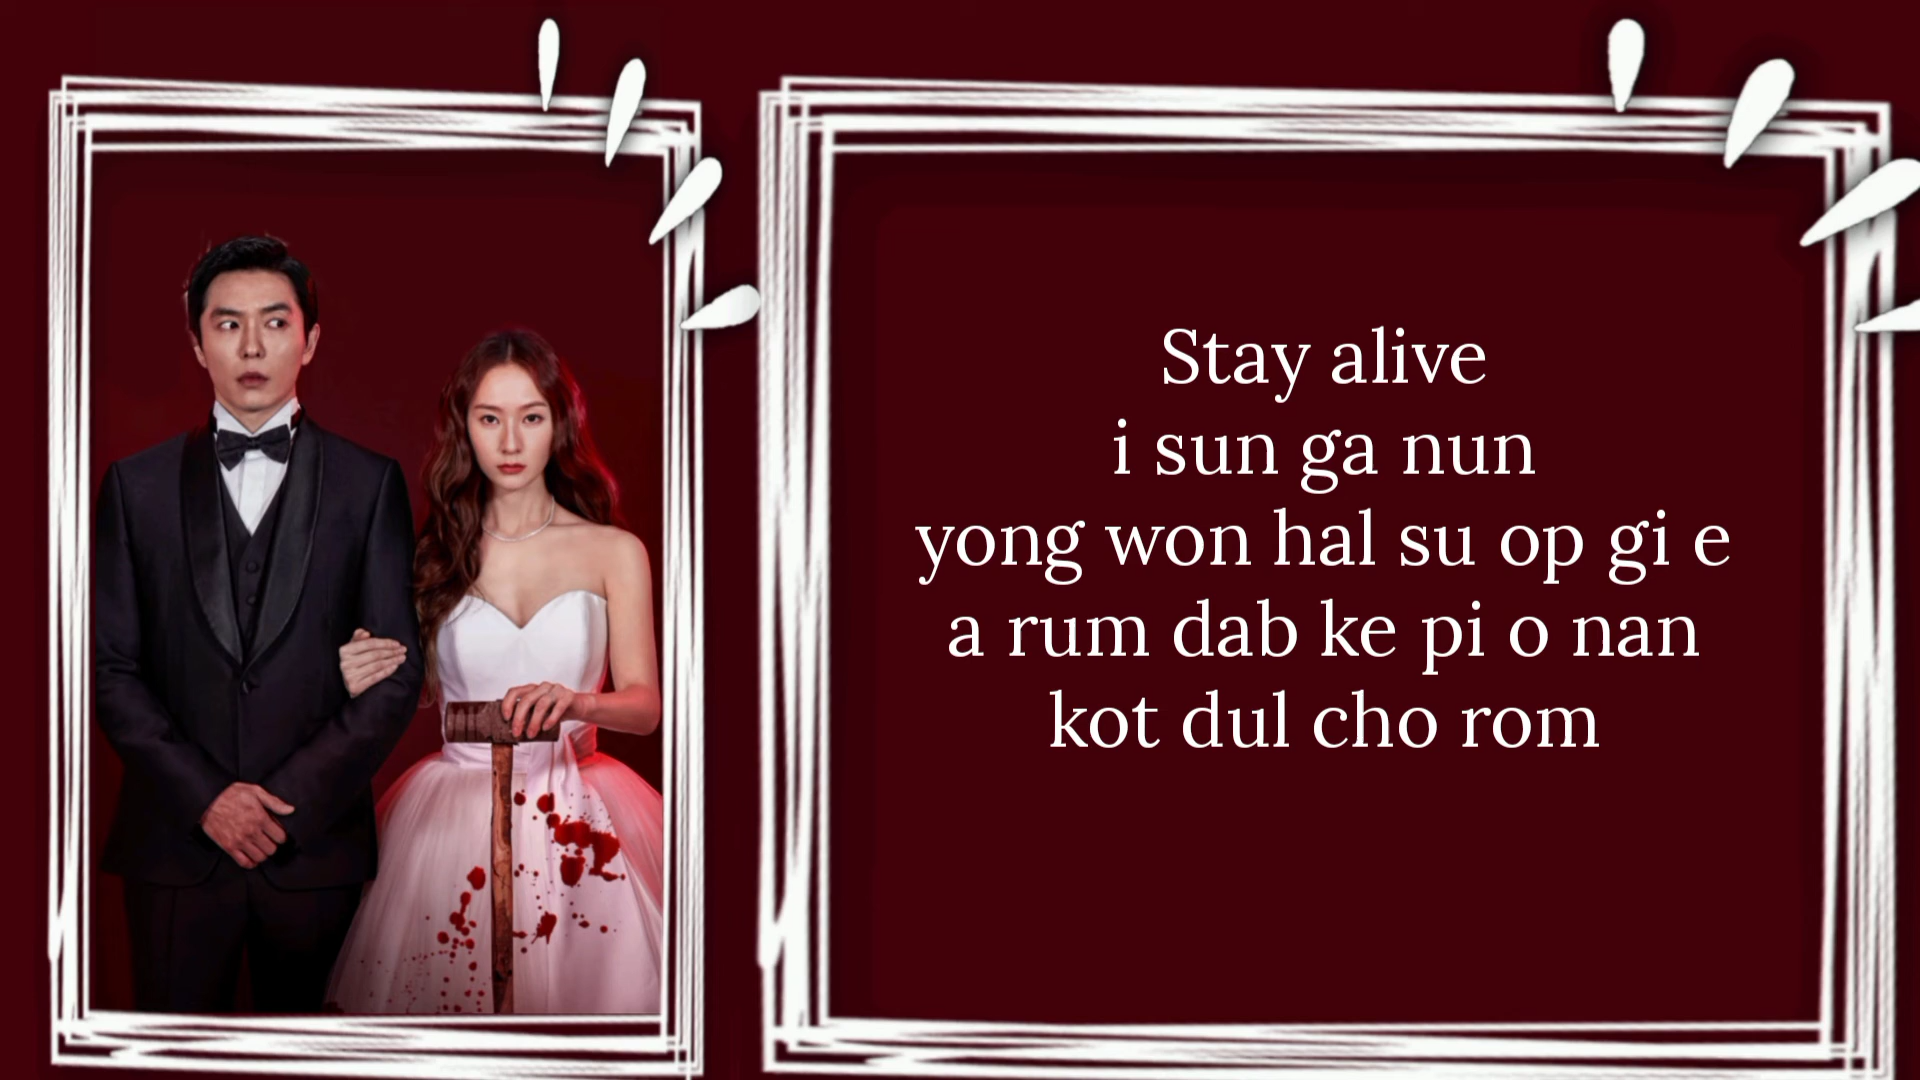 Stay alive
i sun ga nun
yong won hal su op gi e
a rum dab ke pi o nan
kot dul cho rom